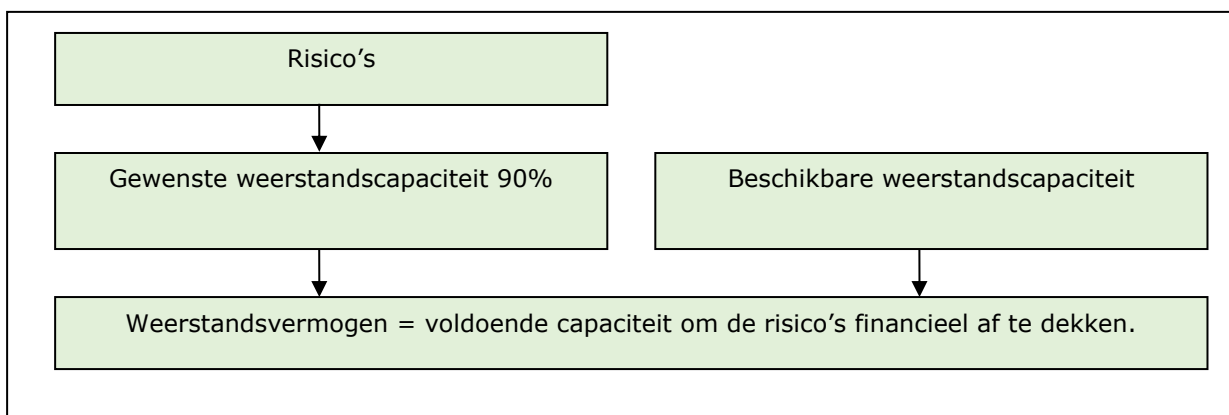 Risico’s
Gewenste weerstandscapaciteit 90%
Beschikbare weerstandscapaciteit
Weerstandsvermogen = voldoende capaciteit om de risico’s financieel af te dekken.